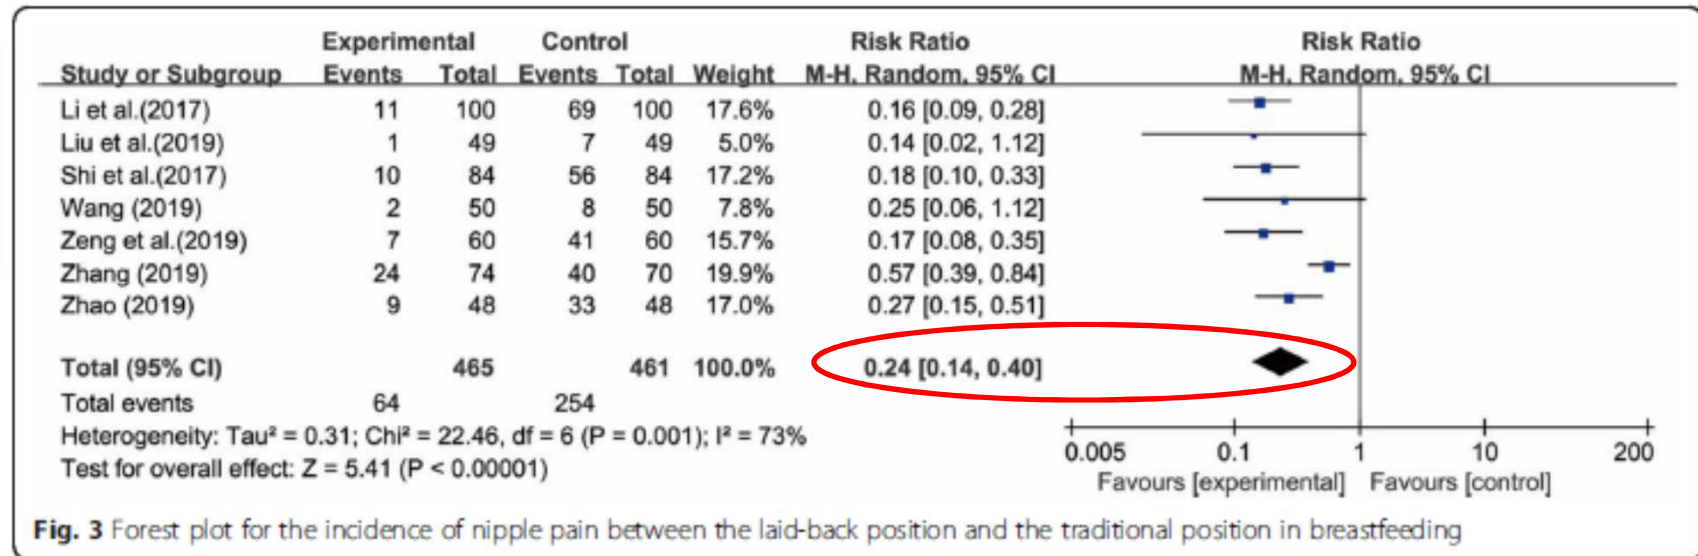 Experimental Control Risk Ratio Risk Ratio
Study or Subgroup Events Total Events Total Weight M-H, Random, 95% CI M-H, Random, 95% CI
Li et al.(2017) 11 100 69 100 17.6% 0.16 [0.09, 0.28]
Liu et al.(2019) 1 49 7 49 5.0% 0.14 [0.02, 1.12]
Shi et al.(2017) 10 84 56 84 17.2% 0.18 [0.10, 0.33]
Wang (2019) 2 50 8 50 7.8% 0.25 [0.06, 1.12]
Zeng et al.(2019) 7 60 41 60 15.7% 0.17 [0.08, 0.35]
Zhang (2019) 24 74 40 70 19.9% 0.57 [0.39, 0.84]
Zhao (2019) 9 48 33 48 17.0% 0.27 [0.15, 0.51]
Total (95% CI) 465 461 100.0% 0.24 [0.14, 0.40]
Total events 64 254
Heterogeneity: Tau² = 0.31; Chi² = 22.46, df = 6 (P = 0.001); I² = 73%
Test for overall effect: Z = 5.41 (P < 0.00001)
0.005 0.1 1 10 200
Favours [experimental] Favours [control]
Fig. 3 Forest plot for the incidence of nipple pain between the laid-back position and the traditional position in breastfeeding